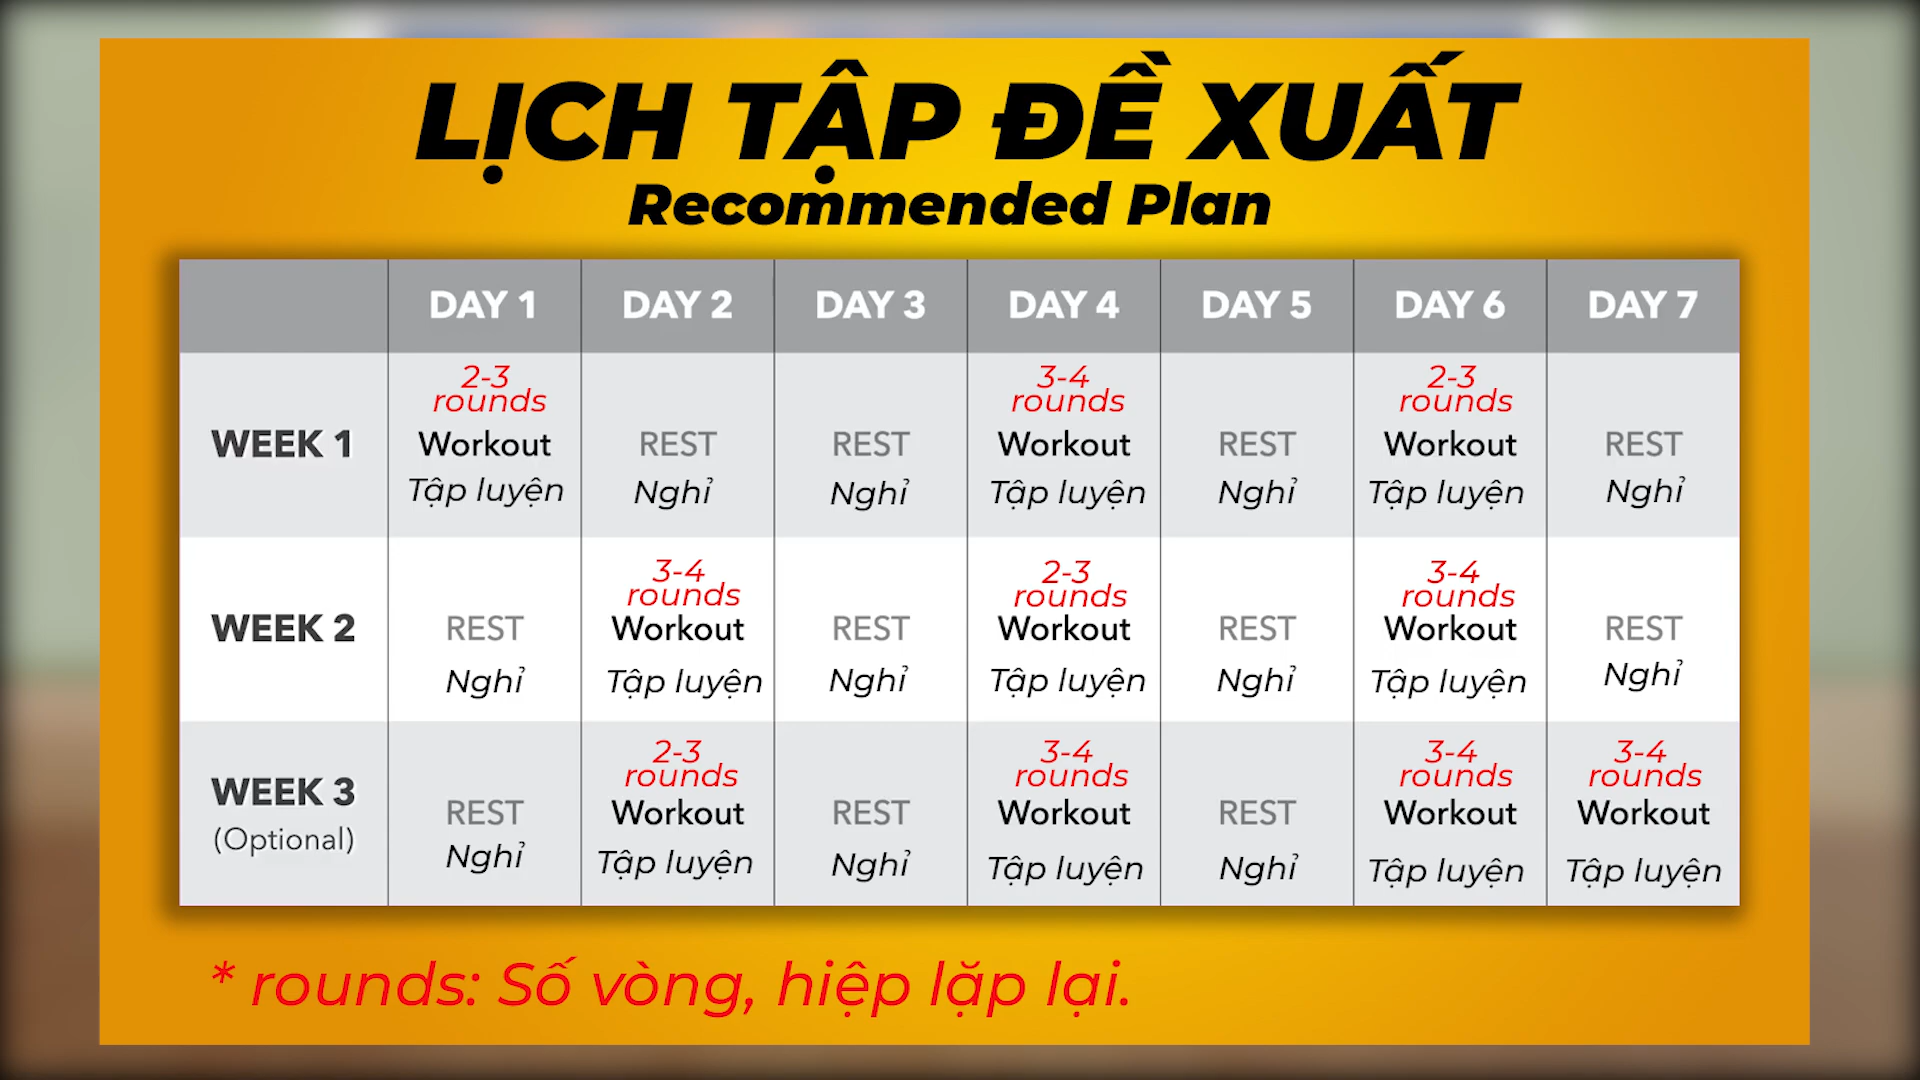 LỊCH TẬP ĐỀ XUẤT
Recommended Plan
DAY 1 DAY 2 DAY 3 DAY 4 DAY 5 DAY 6 DAY 7
2-3 3-4 2-3
rounds rounds rounds
WEEK 1 Workout REST REST Workout REST Workout REST
Tập luyện Nghỉ Nghỉ Tập luyện Nghỉ Tập luyện Nghỉ
3-4 2-3 3-4
rounds rounds rounds
WEEK 2 REST Workout REST Workout REST Workout REST
Nghỉ Tập luyện Nghỉ Tập luyện Nghỉ Tập luyện Nghỉ
2-3 3-4 3-4 3-4
rounds rounds rounds rounds
WEEK 3 REST Workout REST Workout REST Workout Workout
(Optional) Nghỉ Tập luyện Nghỉ Tập luyện Nghỉ Tập luyện Tập luyện
* rounds: Số vòng, hiệp lặp lại.